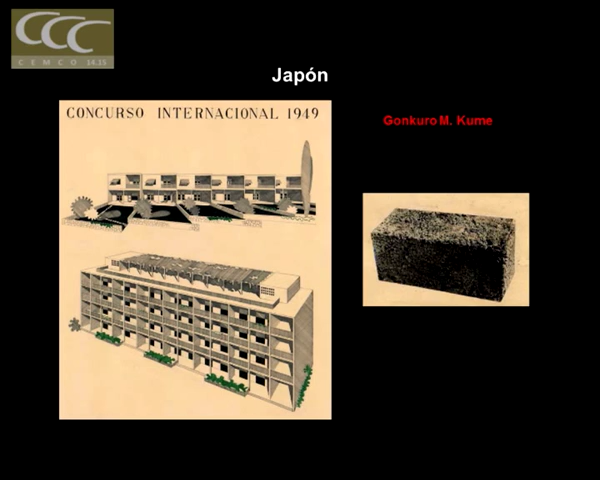 CCC
CEMCO 14.15
Japón
CONCURSO INTERNACIONAL 1949
Gonkuro M. Kume